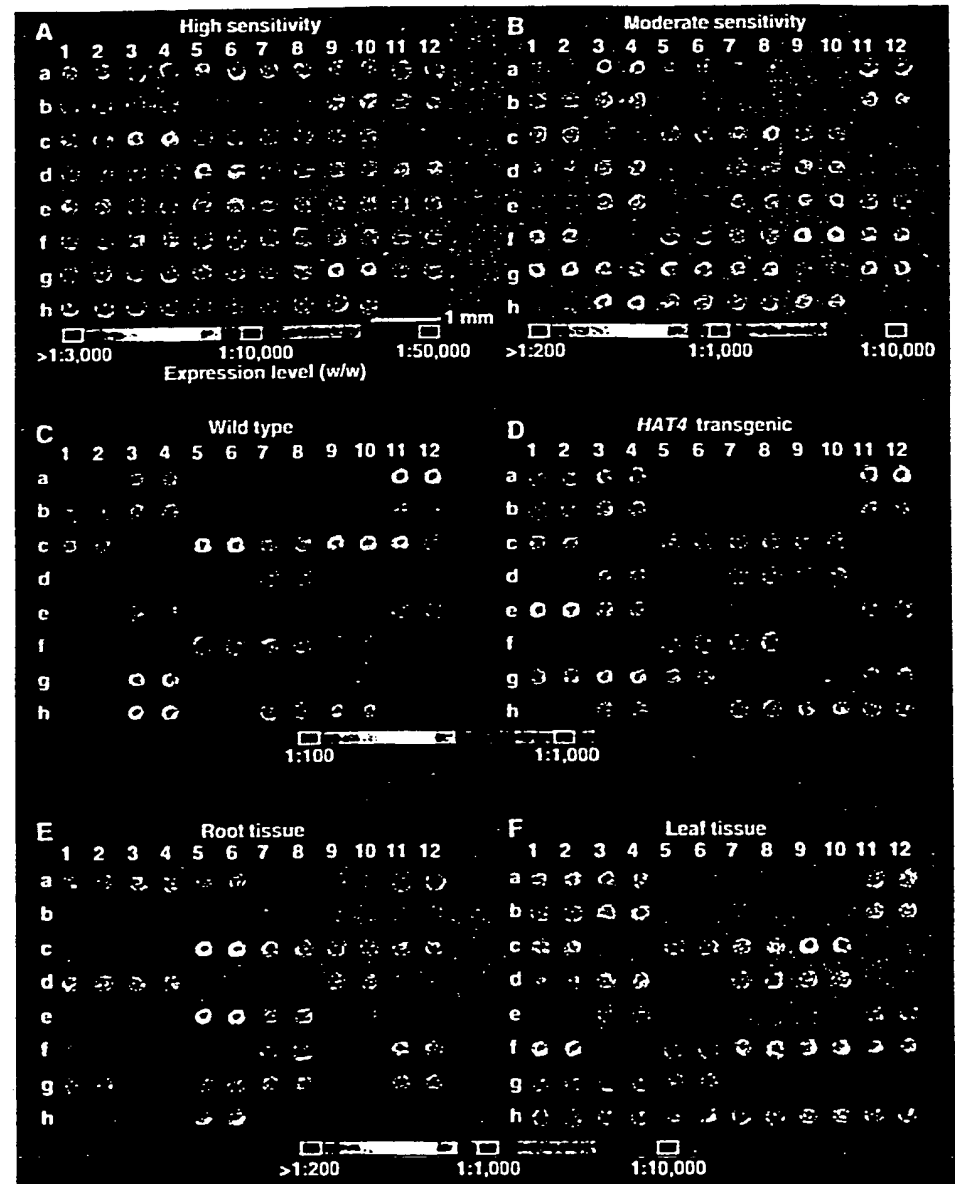 A High sensitivity
1 2 3 4 5 6 7 8 9 10 11 12
a
b
c
d
e
f
g
h
1 mm
>1:3,000 1:10,000 1:50,000
Expression level (w/w)
B Moderate sensitivity
1 2 3 4 5 6 7 8 9 10 11 12
a
b
c
d
e
f
g
h
>1:200 1:1,000 1:10,000
C Wild type
1 2 3 4 5 6 7 8 9 10 11 12
a
b
c
d
e
f
g
h
D HAT4 transgenic
1 2 3 4 5 6 7 8 9 10 11 12
a
b
c
d
e
f
g
h
1:100 1:1,000
E Root tissue
1 2 3 4 5 6 7 8 9 10 11 12
a
b
c
d
e
f
g
h
F Leaf tissue
1 2 3 4 5 6 7 8 9 10 11 12
a
b
c
d
e
f
g
h
>1:200 1:1,000 1:10,000